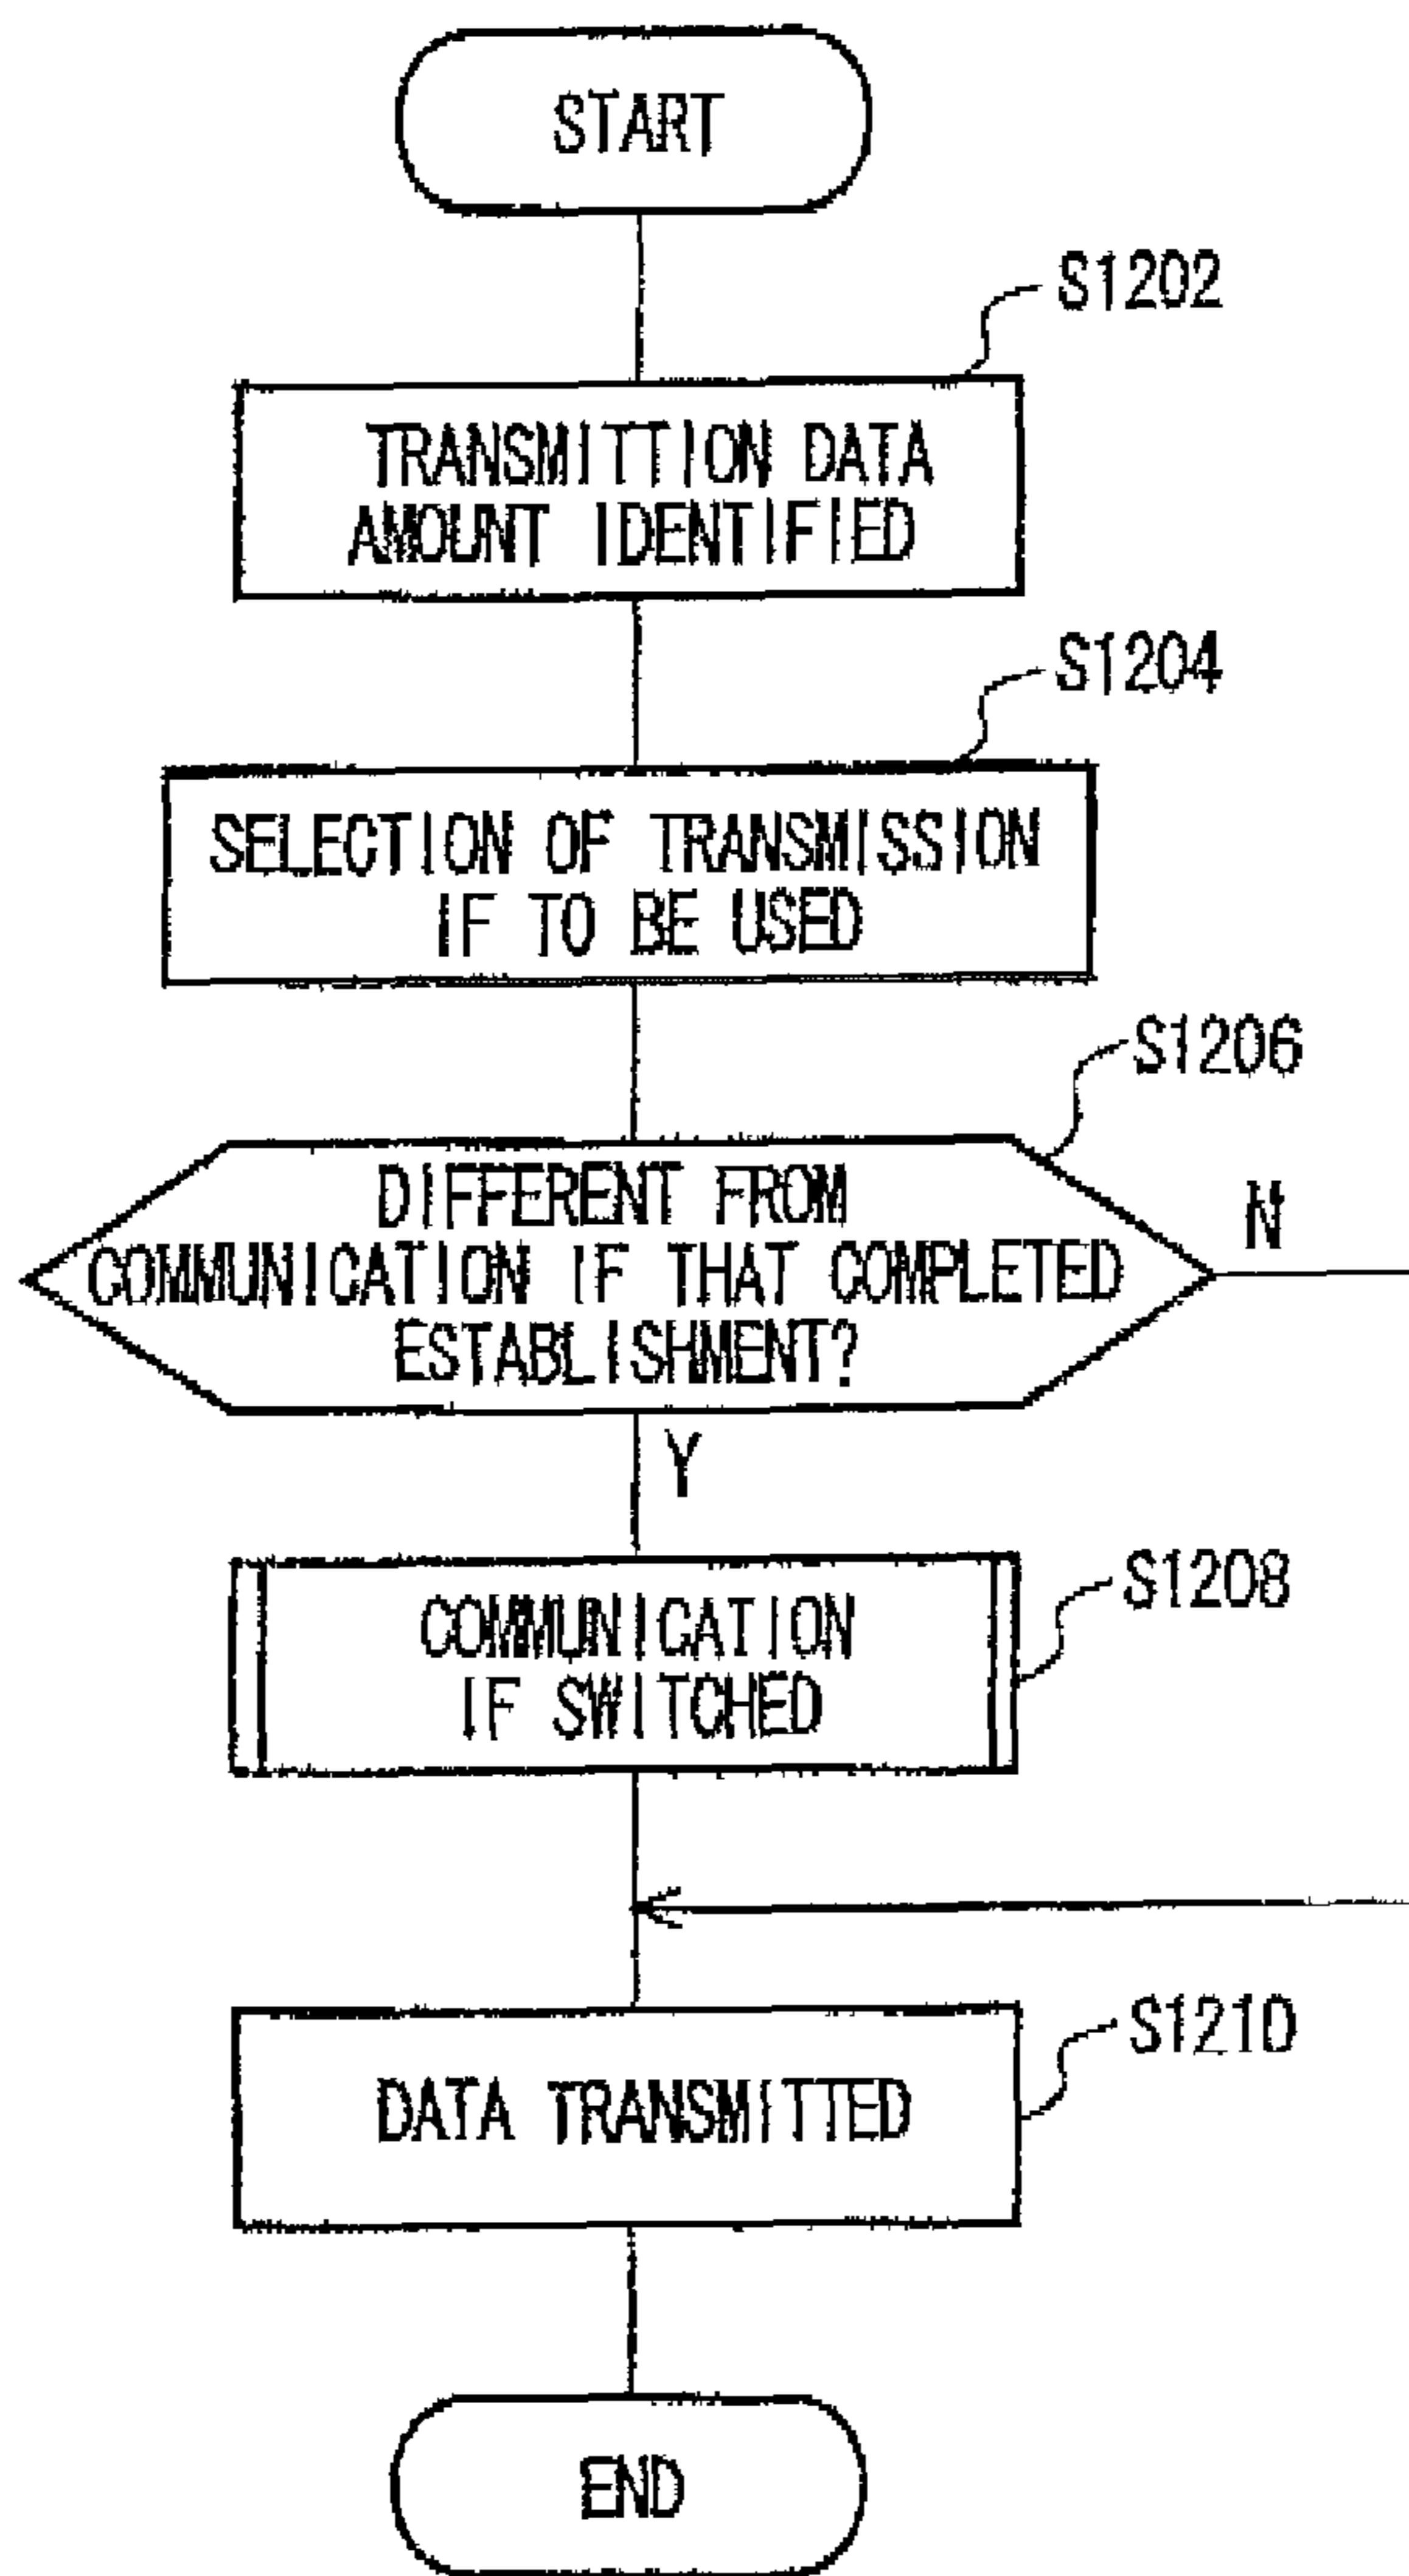 START
S1202
TRANSMITTION DATA
AMOUNT IDENTIFIED
S1204
SELECTION OF TRANSMISSION
IF TO BE USED
S1206
DIFFERENT FROM
COMMUNICATION IF THAT COMPLETED
ESTABLISHMENT?
N
Y
S1208
COMMUNICATION
IF SWITCHED
S1210
DATA TRANSMITTED
END